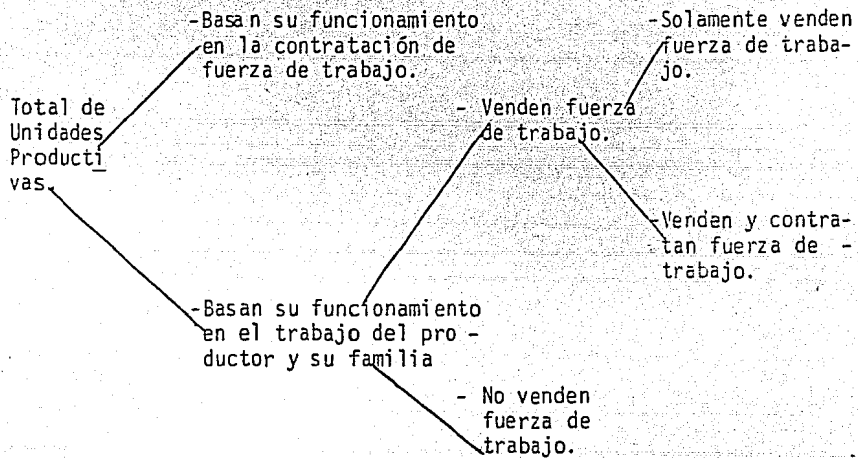 Total de
Unidades
Producti
vas.
-Basan su funcionamiento
en la contratación de
fuerza de trabajo.
-Basan su funcionamiento
en el trabajo del pro -
ductor y su familia
- Venden fuerza
de trabajo.
- No venden
fuerza de
trabajo.
-Solamente venden
fuerza de traba-
jo.
-Venden y contra-
tan fuerza de -
trabajo.